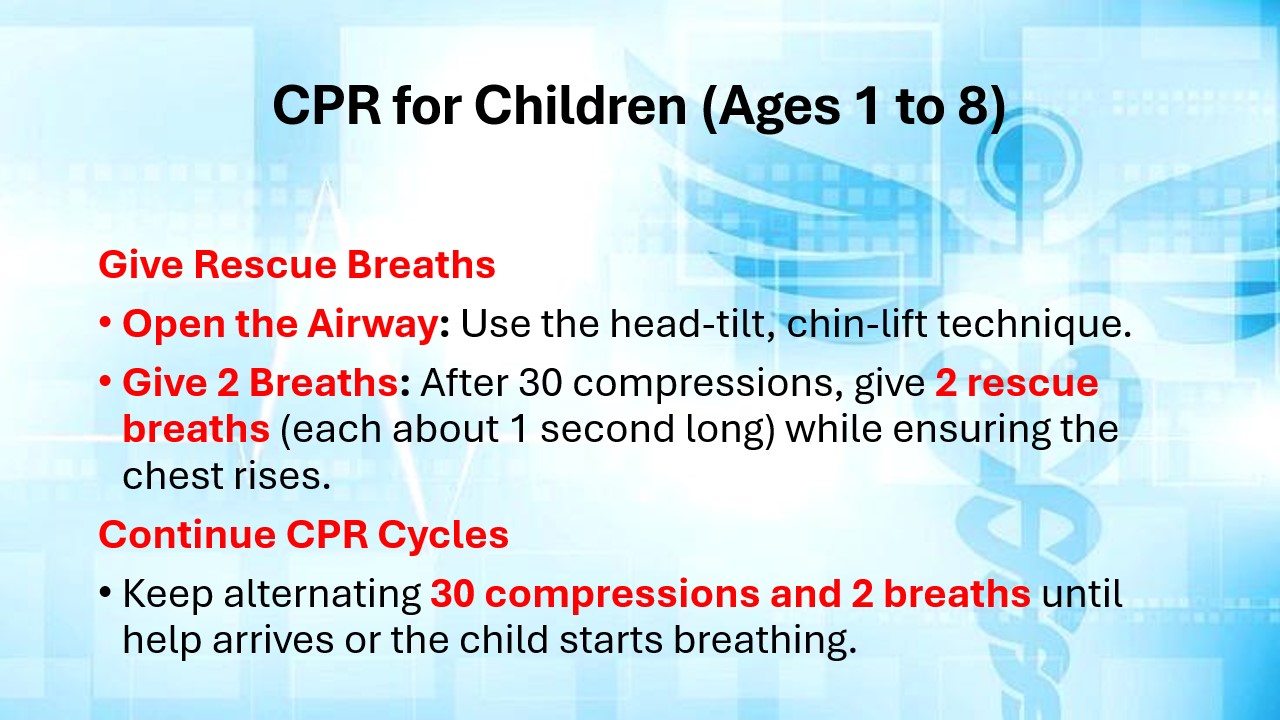 CPR for Children (Ages 1 to 8)
Give Rescue Breaths
• Open the Airway: Use the head-tilt, chin-lift technique.
• Give 2 Breaths: After 30 compressions, give 2 rescue
breaths (each about 1 second long) while ensuring the
chest rises.
Continue CPR Cycles
• Keep alternating 30 compressions and 2 breaths until
help arrives or the child starts breathing.